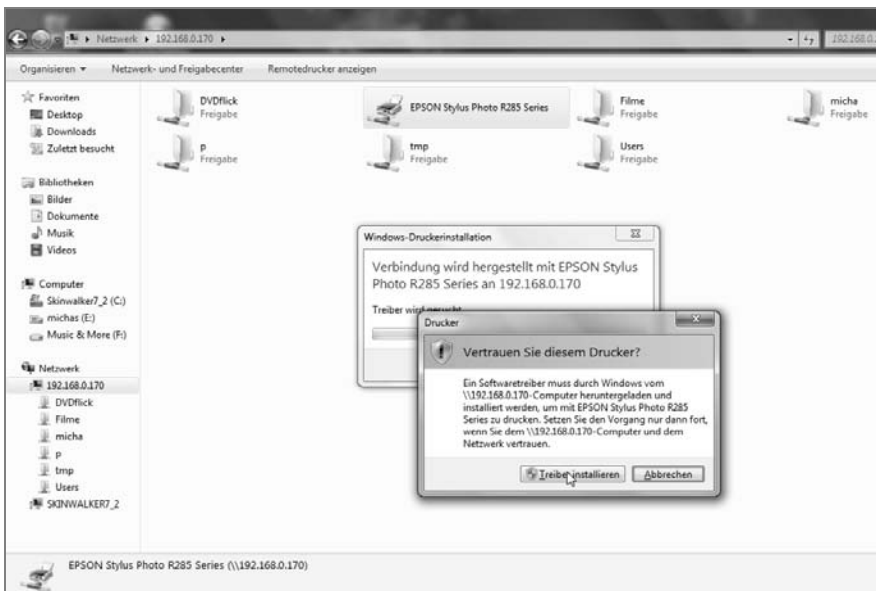 Netzwerk ▸ 192.168.0.170 ▸
192.168.0.
Organisieren ▾ Netzwerk- und Freigabecenter Remotedrucker anzeigen
Favoriten
Desktop
Downloads
Zuletzt besucht
Bibliotheken
Bilder
Dokumente
Musik
Videos
Computer
Skinwalker7_2 (C:)
michas (E:)
Music & More (F:)
Netzwerk
192.168.0.170
DVDflick
Filme
micha
p
tmp
Users
SKINWALKER7_2
DVDflick
Freigabe
EPSON Stylus Photo R285 Series
Filme
Freigabe
micha
Freigabe
p
Freigabe
tmp
Freigabe
Users
Freigabe
Windows-Druckerinstallation
Verbindung wird hergestellt mit EPSON Stylus
Photo R285 Series an 192.168.0.170
Treiber wird gesucht
Drucker
Vertrauen Sie diesem Drucker?
Ein Softwaretreiber muss durch Windows vom
\\192.168.0.170-Computer heruntergeladen und
installiert werden, um mit EPSON Stylus Photo R285
Series zu drucken. Setzen Sie den Vorgang nur dann fort,
wenn Sie dem \\192.168.0.170-Computer und dem
Netzwerk vertrauen.
Treiber installieren Abbrechen
EPSON Stylus Photo R285 Series (\\192.168.0.170)